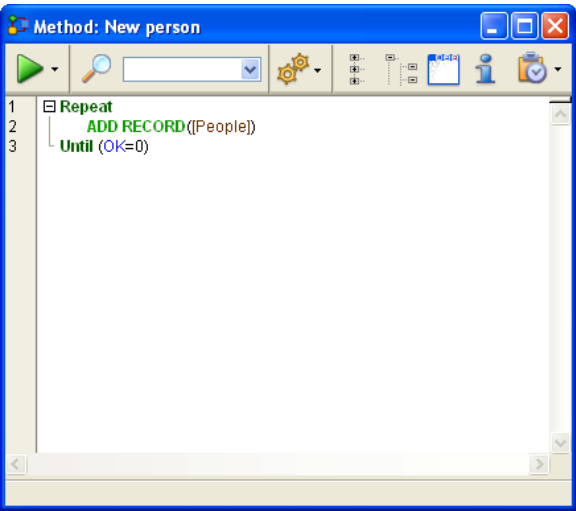 Method: New person
1 Repeat
2 ADD RECORD([People])
3 Until (OK=0)